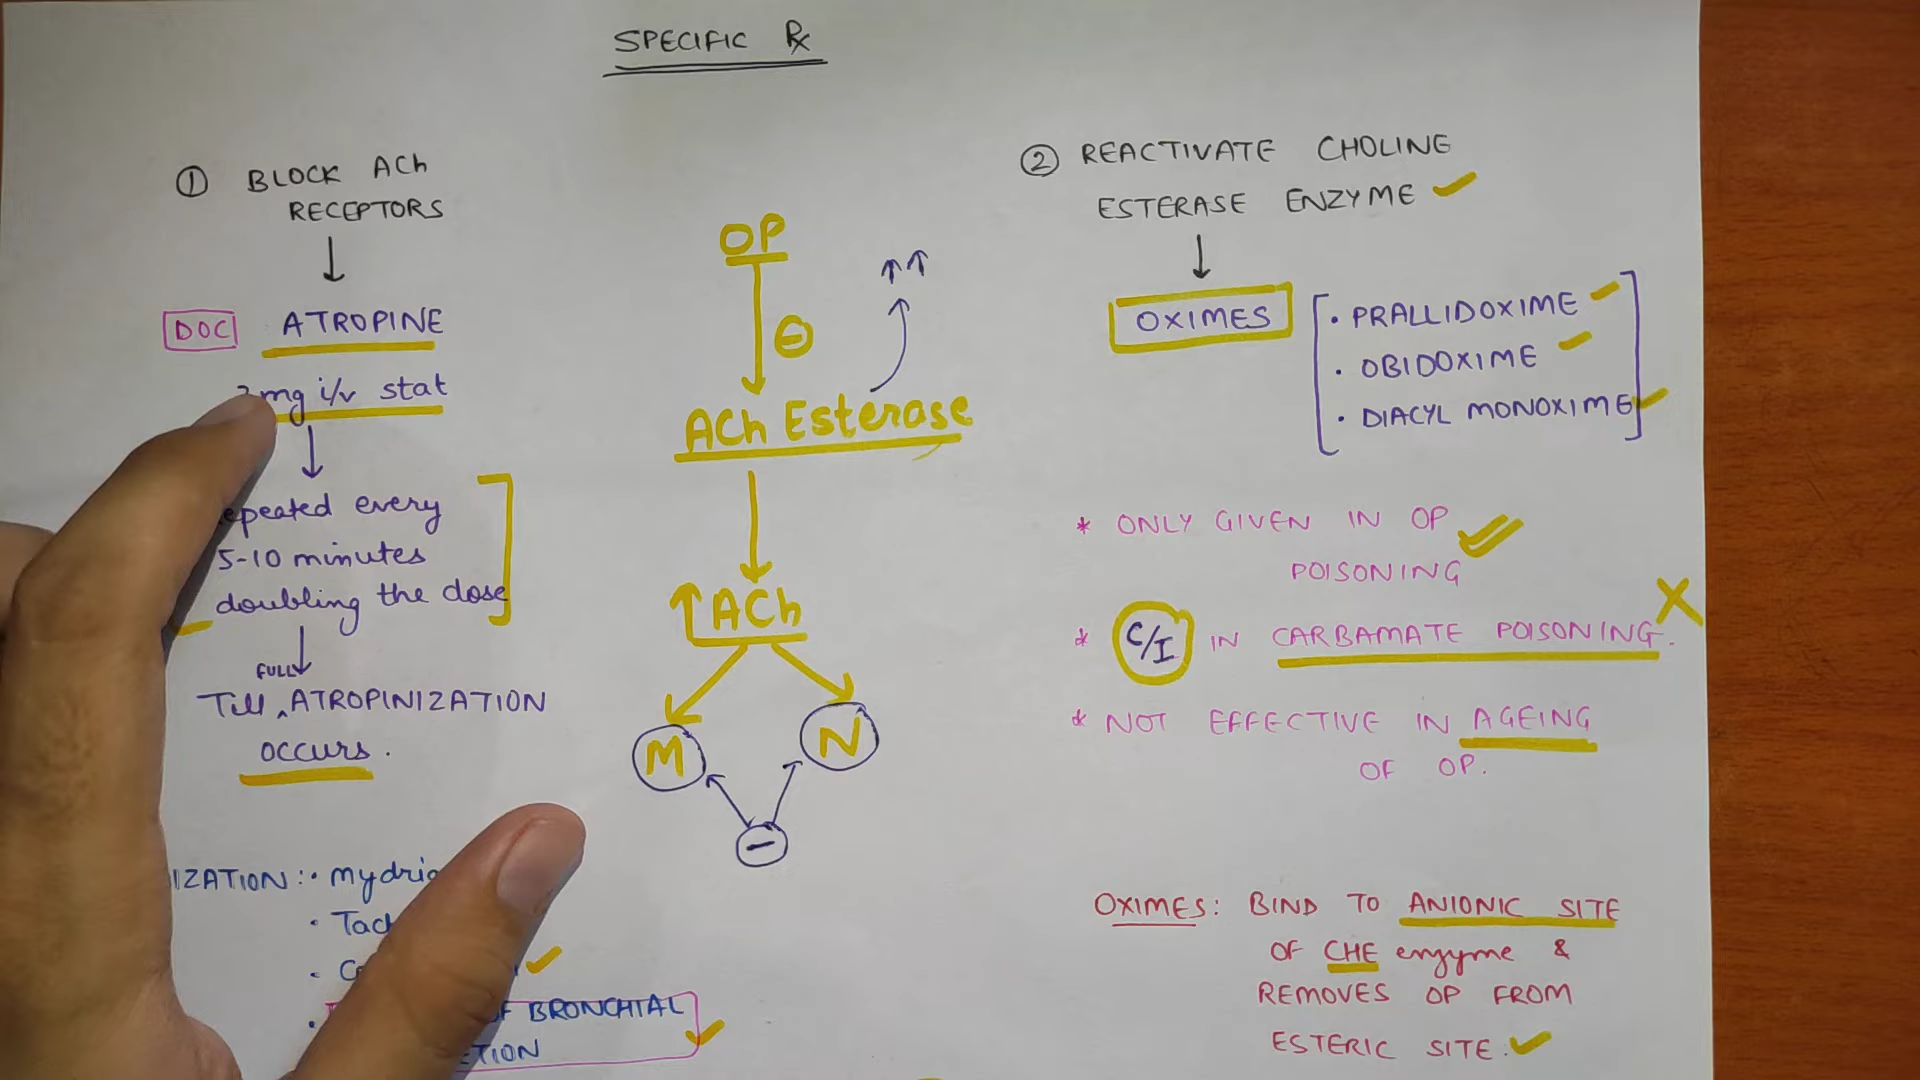 SPECIFIC Rx
① BLOCK ACh
RECEPTORS
↓
DOC ATROPINE
mg i/v stat
↓
epeated every
5-10 minutes
doubling the dose
↓
FULL
Till ^ ATROPINIZATION
occurs.
IZATION: • mydri
• Tach
•
• OF BRONCHIAL
ETION
OP
⊖
↑↑
ACh Esterase
↑ACh
M N
⊖
② REACTIVATE CHOLINE
ESTERASE ENZYME ✓
↓
OXIMES
• PRALLIDOXIME ✓
• OBIDOXIME ✓
• DIACYL MONOXIME ✓
* ONLY GIVEN IN OP
POISONING
* C/I IN CARBAMATE POISONING. X
* NOT EFFECTIVE IN AGEING
OF OP.
OXIMES: BIND TO ANIONIC SITE
OF CHE enzyme &
REMOVES OP FROM
ESTERIC SITE. ✓